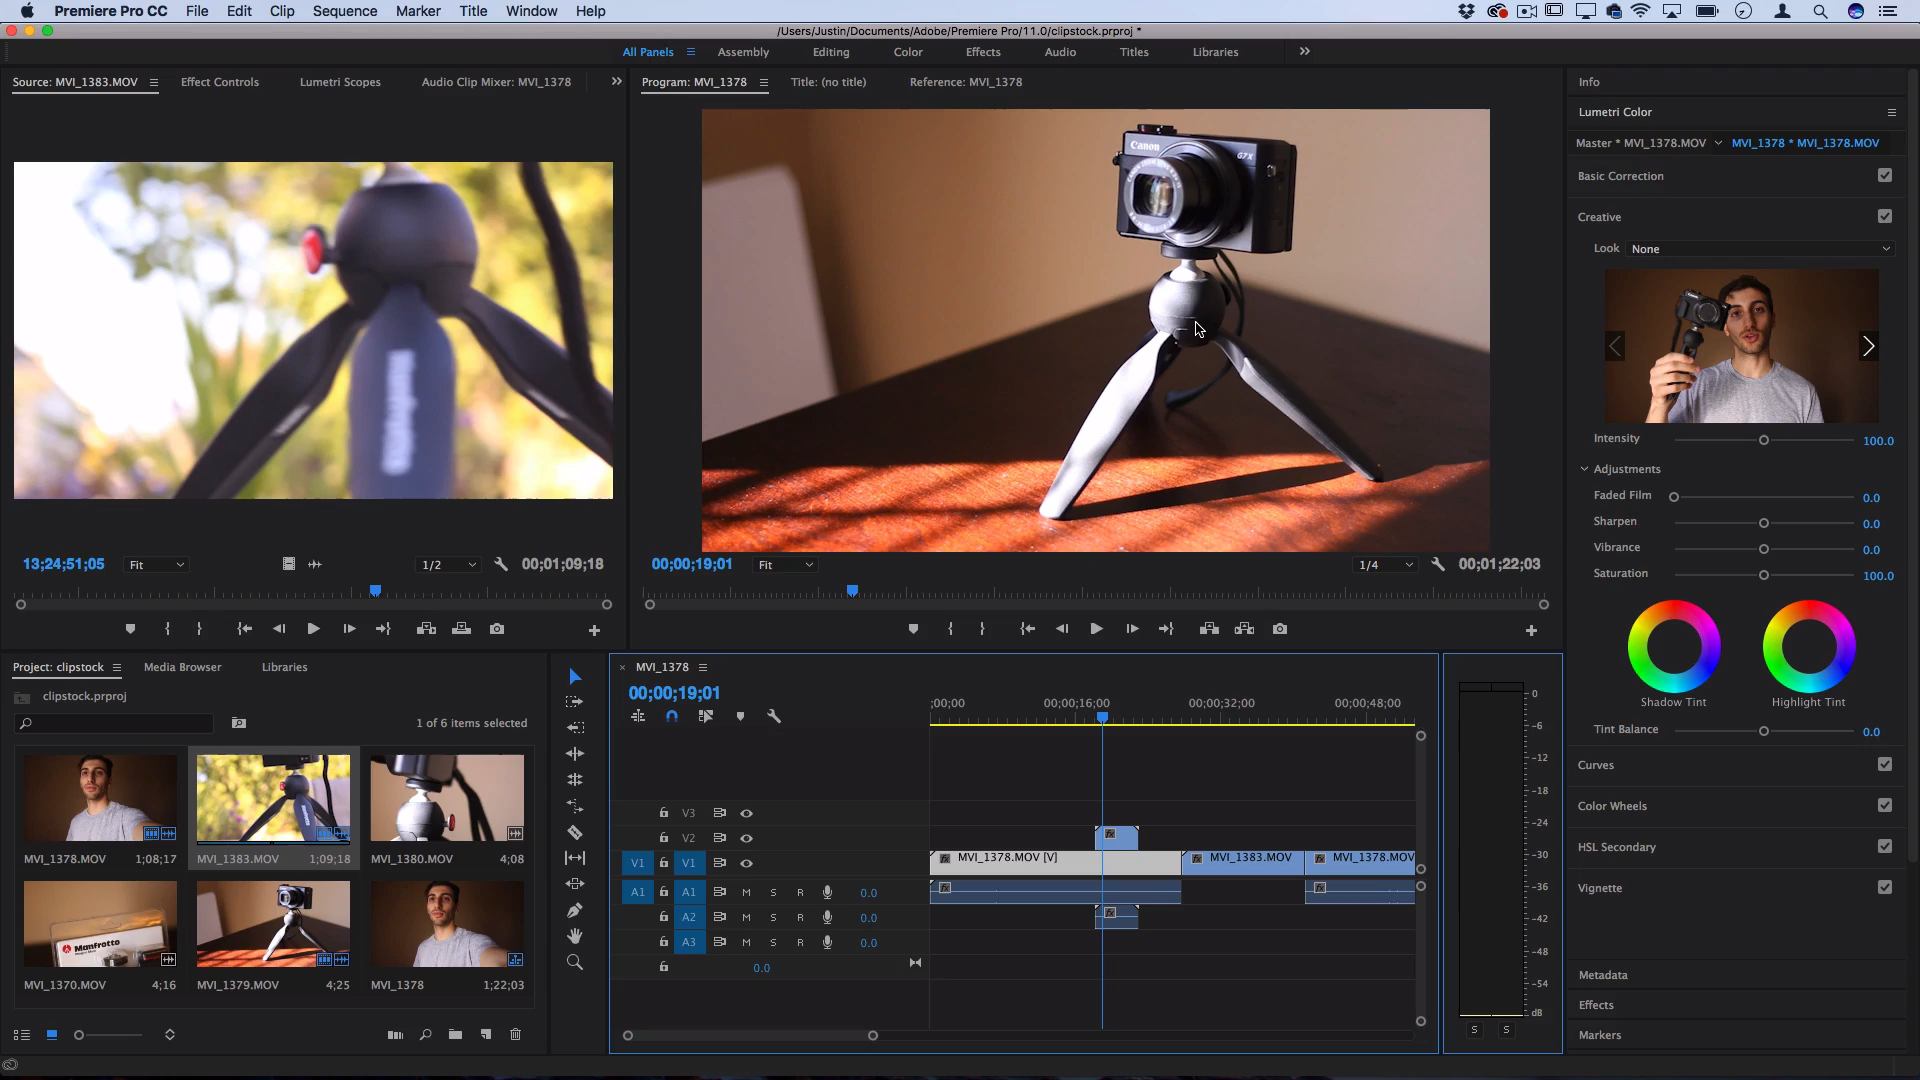 Premiere Pro CC File Edit Clip Sequence Marker Title Window Help
/Users/Justin/Documents/Adobe/Premiere Pro/11.0/clipstock.prproj *
All Panels Assembly Editing Color Effects Audio Titles Libraries
Source: MVI_1383.MOV Effect Controls Lumetri Scopes Audio Clip Mixer: MVI_1378
Program: MVI_1378 Title: (no title) Reference: MVI_1378
Manfrotto
Canon
G7X
13;24;51;05 Fit 1/2 00;01;09;18
00;00;19;01 Fit 1/4 00;01;22;03
Project: clipstock Media Browser Libraries
clipstock.prproj
1 of 6 items selected
MVI_1378.MOV 1:08;17
MVI_1383.MOV 1:09;18
MVI_1380.MOV 4:08
Manfrotto
MVI_1370.MOV 4;16
MVI_1379.MOV 4;25
MVI_1378 1;22;03
MVI_1378
00;00;19;01
;00;00 00;00;16;00 00;00;32;00 00;00;48;00
V3
V2
V1 V1 MVI_1378.MOV [V] MVI_1383.MOV MVI_1378.MOV
A1 A1 M S R 0.0
A2 M S R 0.0
A3 M S R 0.0
0.0
0
-6
-12
-18
-24
-30
-36
-42
-48
-54
dB
S S
Info
Lumetri Color
Master * MVI_1378.MOV MVI_1378 * MVI_1378.MOV
Basic Correction
Creative
Look None
Intensity 100.0
Adjustments
Faded Film 0.0
Sharpen 0.0
Vibrance 0.0
Saturation 100.0
Shadow Tint Highlight Tint
Tint Balance 0.0
Curves
Color Wheels
HSL Secondary
Vignette
Metadata
Effects
Markers